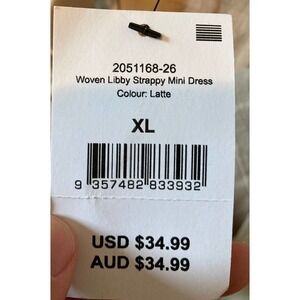 2051168-26
Woven Libby Strappy Mini Dress
Colour: Latte
XL
9 357482 833932
USD $34.99
AUD $34.99